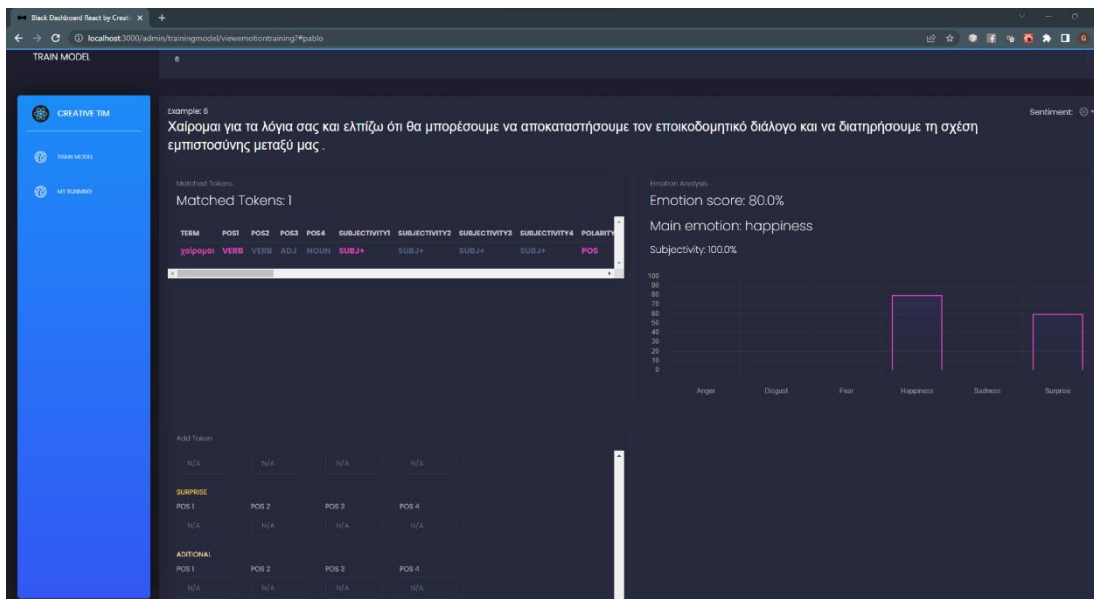 Black Dashboard React by Creati
localhost:3000/admin/trainingmodel/viewemotiontraining?#pablo
TRAIN MODEL
6
CREATIVE TIM
TRAIN MODEL
MY RUNNING
Example: 6
Sentiment:
Χαίρομαι για τα λόγια σας και ελπίζω ότι θα μπορέσουμε να αποκαταστήσουμε τον εποικοδομητικό διάλογο και να διατηρήσουμε τη σχέση
εμπιστοσύνης μεταξύ μας .
Matched Tokens
Matched Tokens: 1
TERM POS1 POS2 POS3 POS4 SUBJECTIVITY1 SUBJECTIVITY2 SUBJECTIVITY3 SUBJECTIVITY4 POLARITY
χαίρομαι VERB VERB ADJ NOUN SUBJ+ SUBJ+ SUBJ+ SUBJ+ POS
Emotion Analysis
Emotion score: 80.0%
Main emotion: happiness
Subjectivity: 100.0%
100
90
80
70
60
50
40
30
20
10
0
Anger Disgust Fear Happiness Sadness Surprise
Add Token
N/A N/A N/A N/A
SURPRISE
POS 1 POS 2 POS 3 POS 4
N/A N/A N/A N/A
ADITIONAL
POS 1 POS 2 POS 3 POS 4
N/A N/A N/A N/A